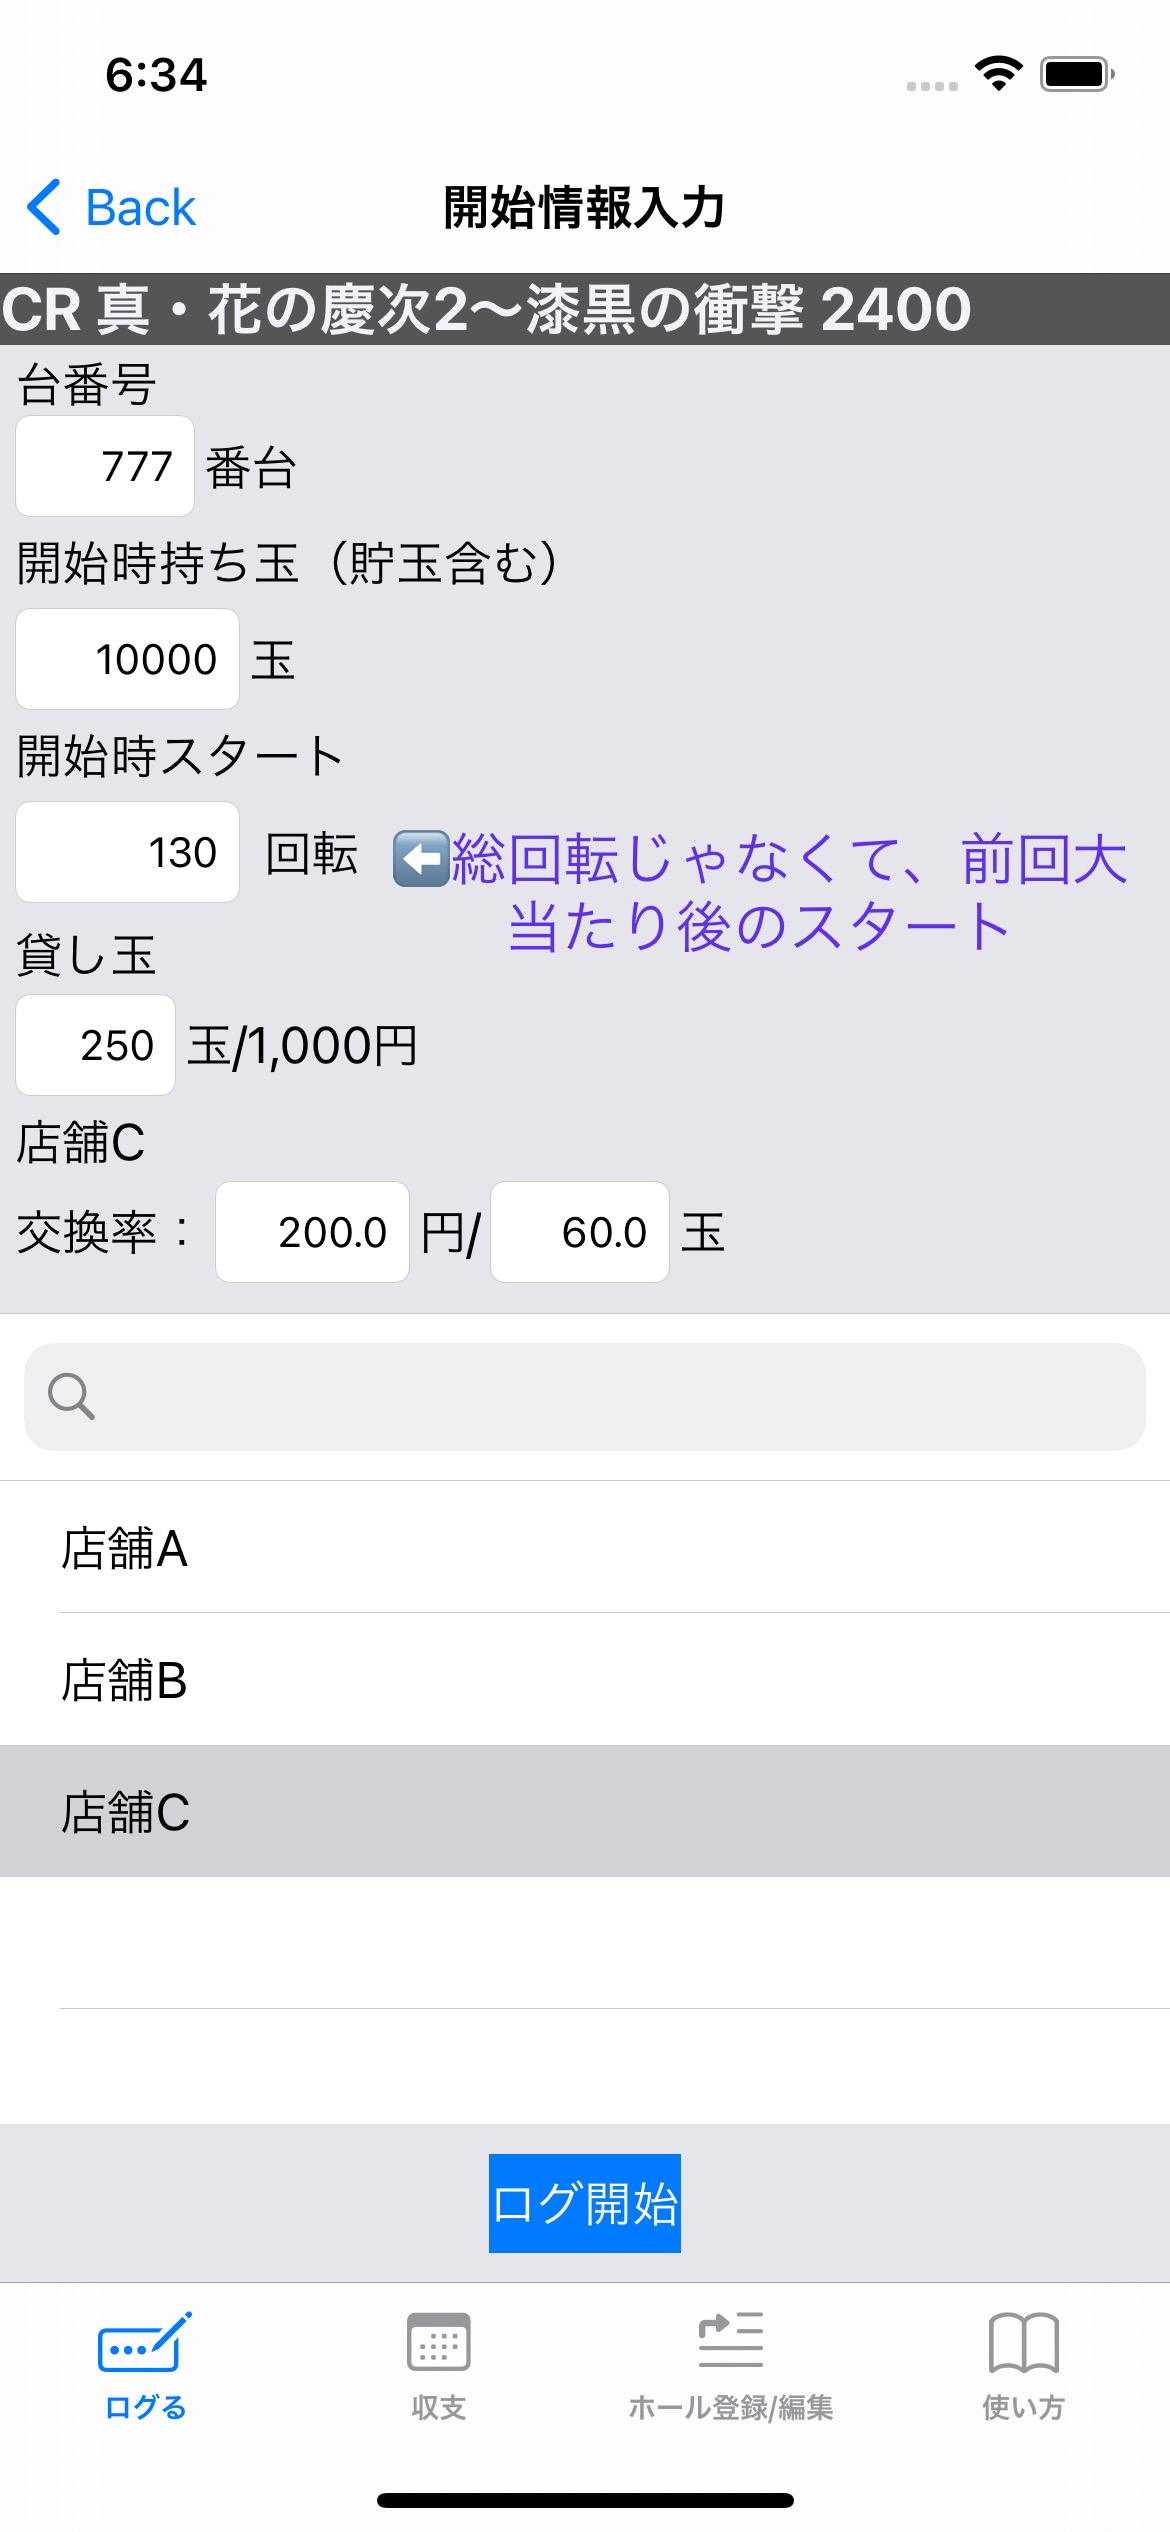 6:34
Back 開始情報入力
CR 真・花の慶次2～漆黒の衝撃 2400
台番号
777 番台
開始時持ち玉（貯玉含む）
10000 玉
開始時スタート
130 回転 ⬅️総回転じゃなくて、前回大
当たり後のスタート
貸し玉
250 玉/1,000円
店舗C
交換率： 200.0 円/ 60.0 玉
店舗A
店舗B
店舗C
ログ開始
ログる 収支 ホール登録/編集 使い方